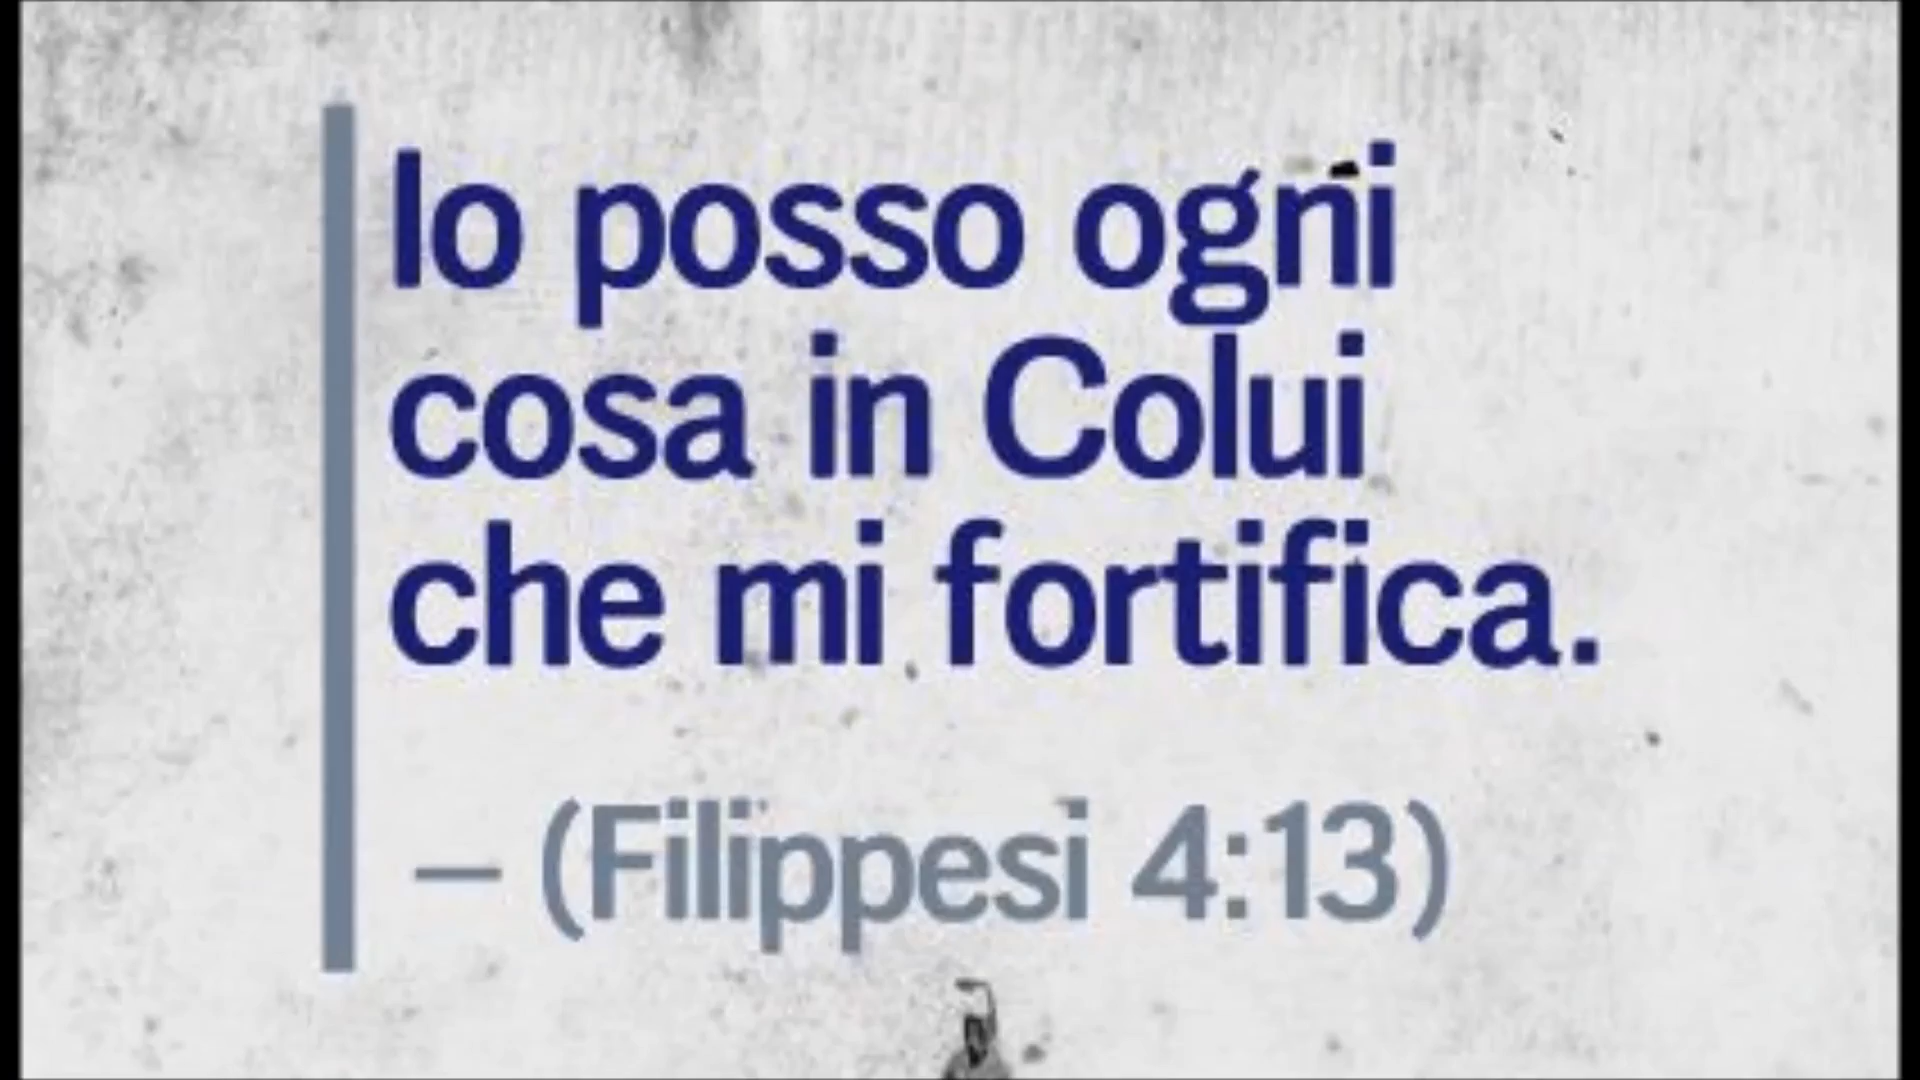 Io posso ogni
cosa in Colui
che mi fortifica.
– (Filippesi 4:13)